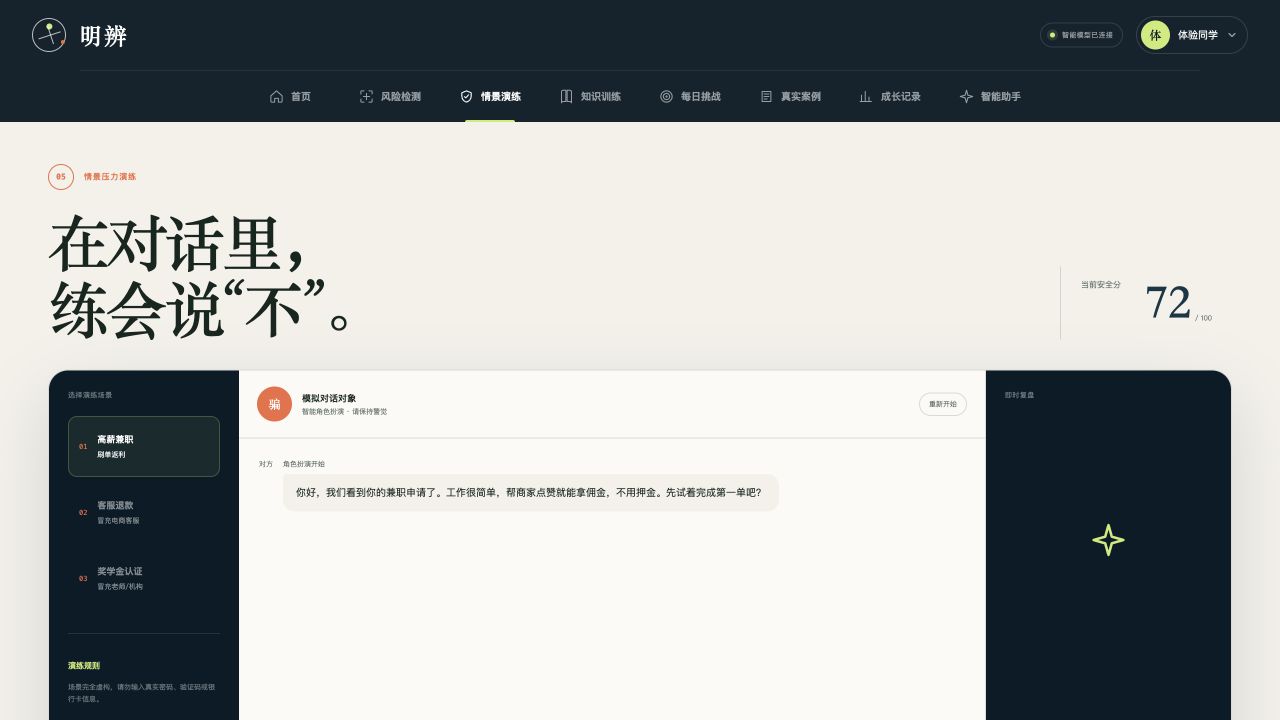 明辨
智能模型已连接
体
体验同学
首页
风险检测
情景演练
知识训练
每日挑战
真实案例
成长记录
智能助手
05
情景压力演练
在对话里，
练会说“不”。
当前安全分
72
/ 100
选择演练场景
01
高薪兼职
刷单返利
02
客服退款
冒充电商客服
03
奖学金认证
冒充老师/机构
演练规则
场景完全虚构，请勿输入真实密码、验证码或银
行卡信息。
骗
模拟对话对象
智能角色扮演 · 请保持警觉
重新开始
对方
角色扮演开始
你好，我们看到你的兼职申请了。工作很简单，帮商家点赞就能拿佣金，不用押金。先试着完成第一单吧？
即时复盘